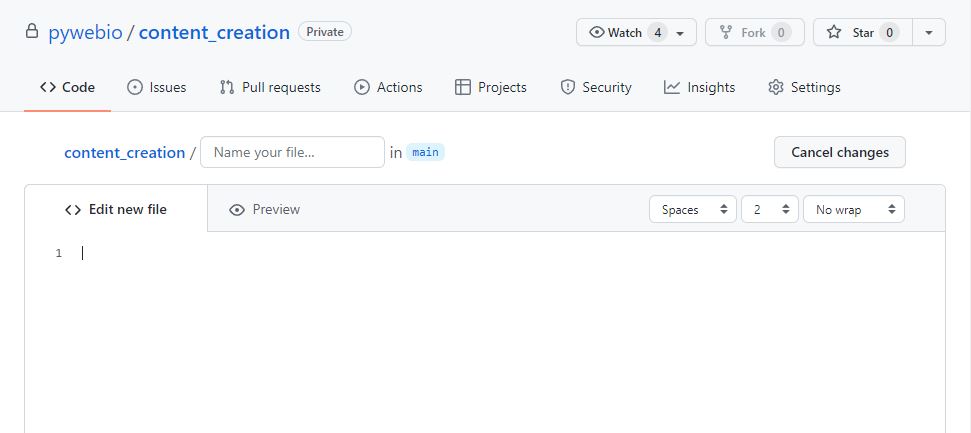 pywebio / content_creation Private Watch 4 Fork 0 Star 0
Code Issues Pull requests Actions Projects Security Insights Settings
content_creation / Name your file... in main Cancel changes
Edit new file Preview Spaces 2 No wrap
1